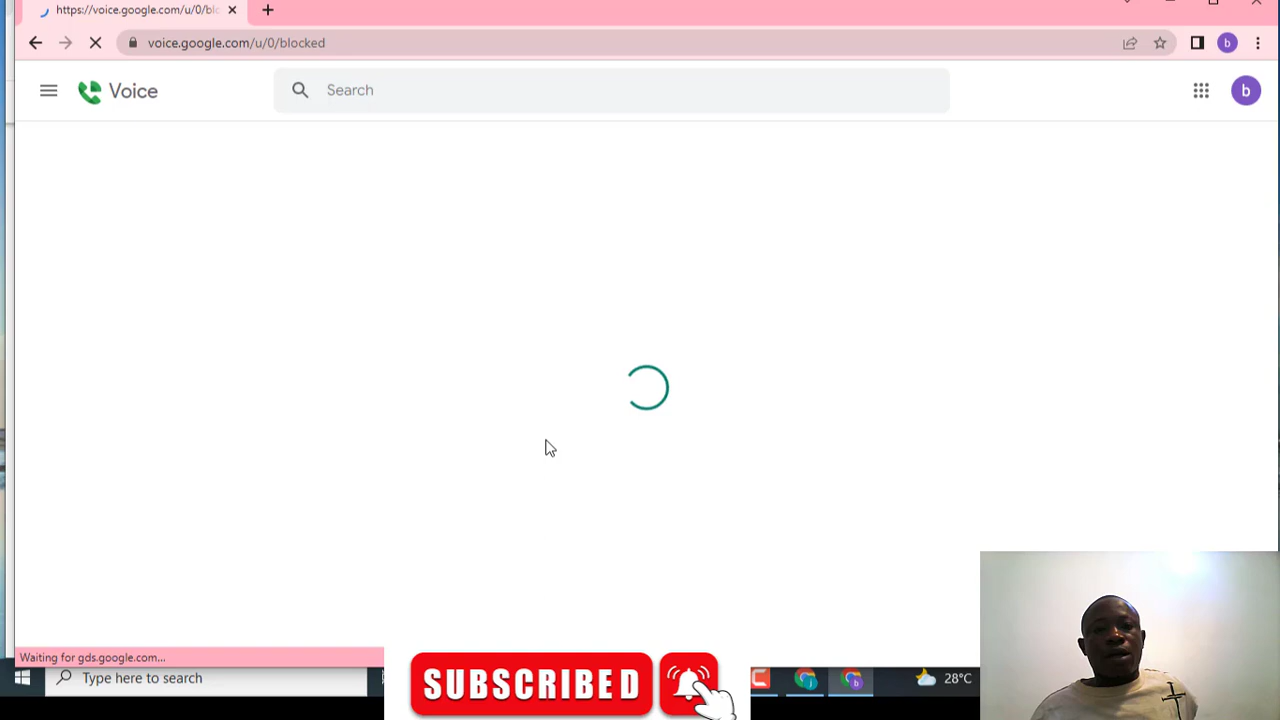 https://voice.google.com/u/0/blo
voice.google.com/u/0/blocked
b
Voice
Search
b
Waiting for gds.google.com...
Type here to search
SUBSCRIBED
b
28°C